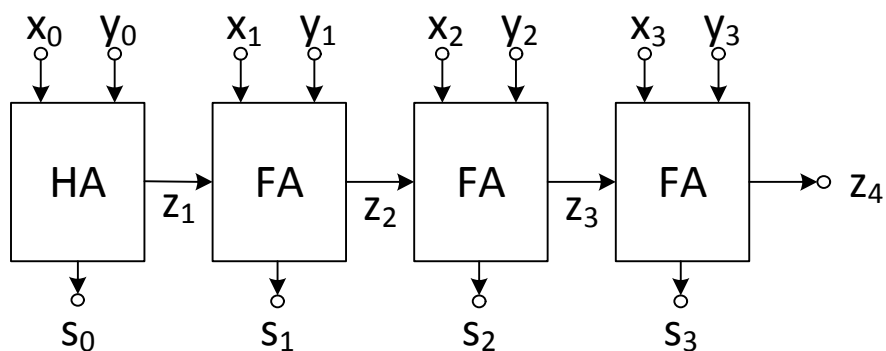 x₀ y₀ x₁ y₁ x₂ y₂ x₃ y₃
HA FA FA FA z₄
z₁ z₂ z₃
s₀ s₁ s₂ s₃